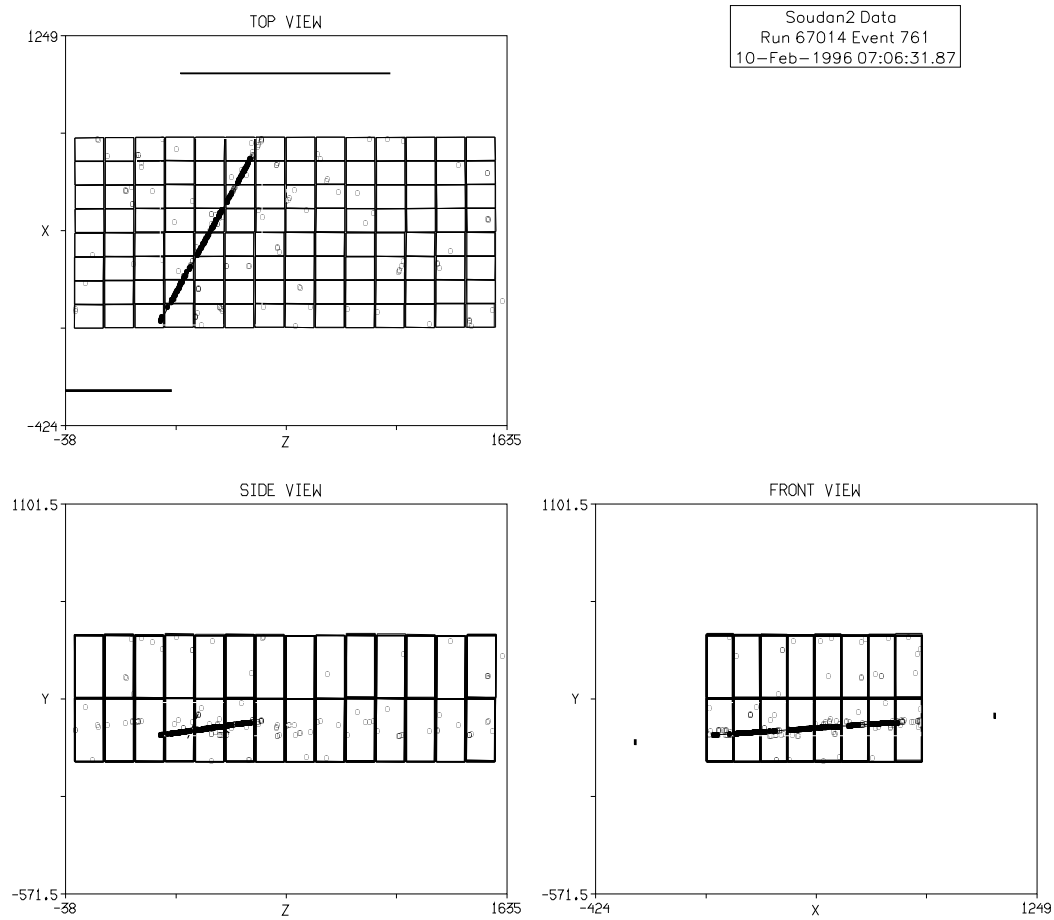 TOP VIEW
1249
X
-424
-38
Z
1635
Soudan2 Data
Run 67014 Event 761
10-Feb-1996 07:06:31.87
SIDE VIEW
1101.5
Y
-571.5
-38
Z
1635
FRONT VIEW
1101.5
Y
-571.5
-424
X
1249